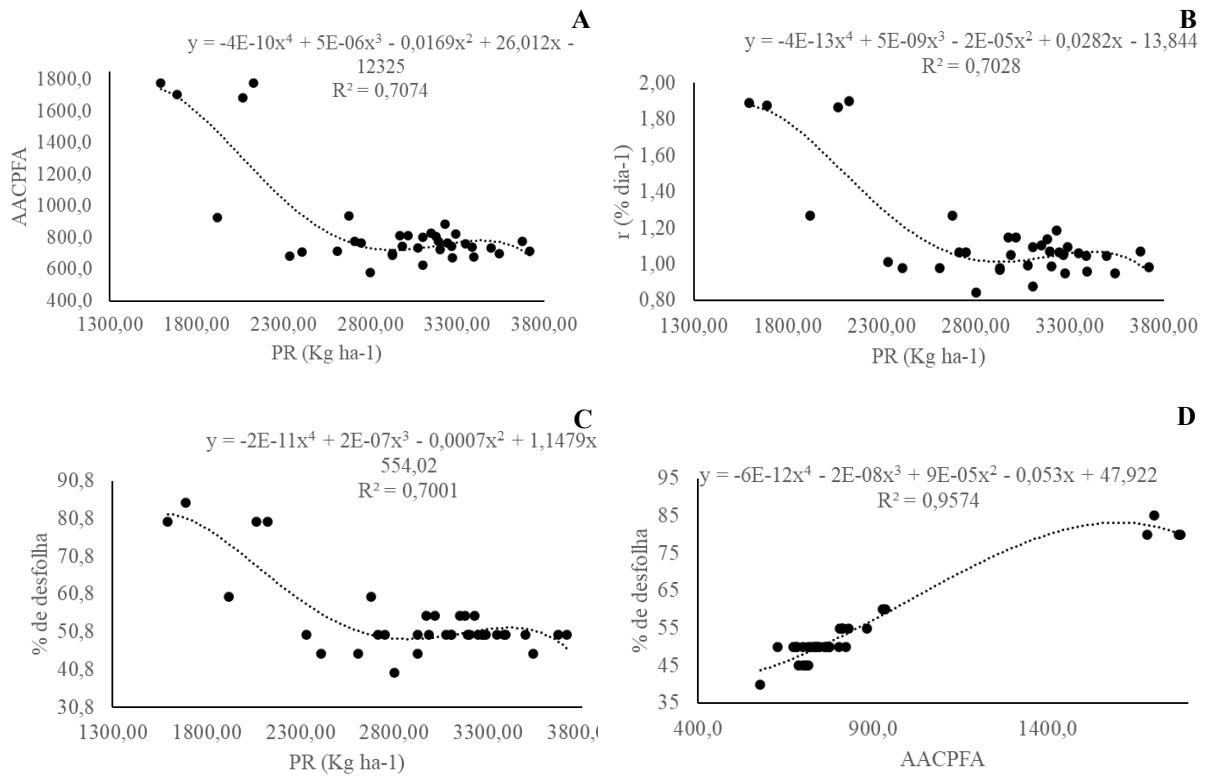 A
y = -4E-10x⁴ + 5E-06x³ - 0,0169x² + 26,012x -
12325
R² = 0,7074
1800,0
1600,0
1400,0
1200,0
1000,0
800,0
600,0
400,0
AACPFA
1300,00 1800,00 2300,00 2800,00 3300,00 3800,00
PR (Kg ha-1)
B
y = -4E-13x⁴ + 5E-09x³ - 2E-05x² + 0,0282x - 13,844
R² = 0,7028
2,00
1,80
1,60
1,40
1,20
1,00
0,80
r (% dia-1)
1300,00 1800,00 2300,00 2800,00 3300,00 3800,00
PR (Kg ha-1)
C
y = -2E-11x⁴ + 2E-07x³ - 0,0007x² + 1,1479x
554,02
R² = 0,7001
90,8
80,8
70,8
60,8
50,8
40,8
30,8
% de desfolha
1300,00 1800,00 2300,00 2800,00 3300,00 3800,00
PR (Kg ha-1)
D
y = -6E-12x⁴ - 2E-08x³ + 9E-05x² - 0,053x + 47,922
R² = 0,9574
95
85
75
65
55
45
35
% de desfolha
400,0 900,0 1400,0
AACPFA